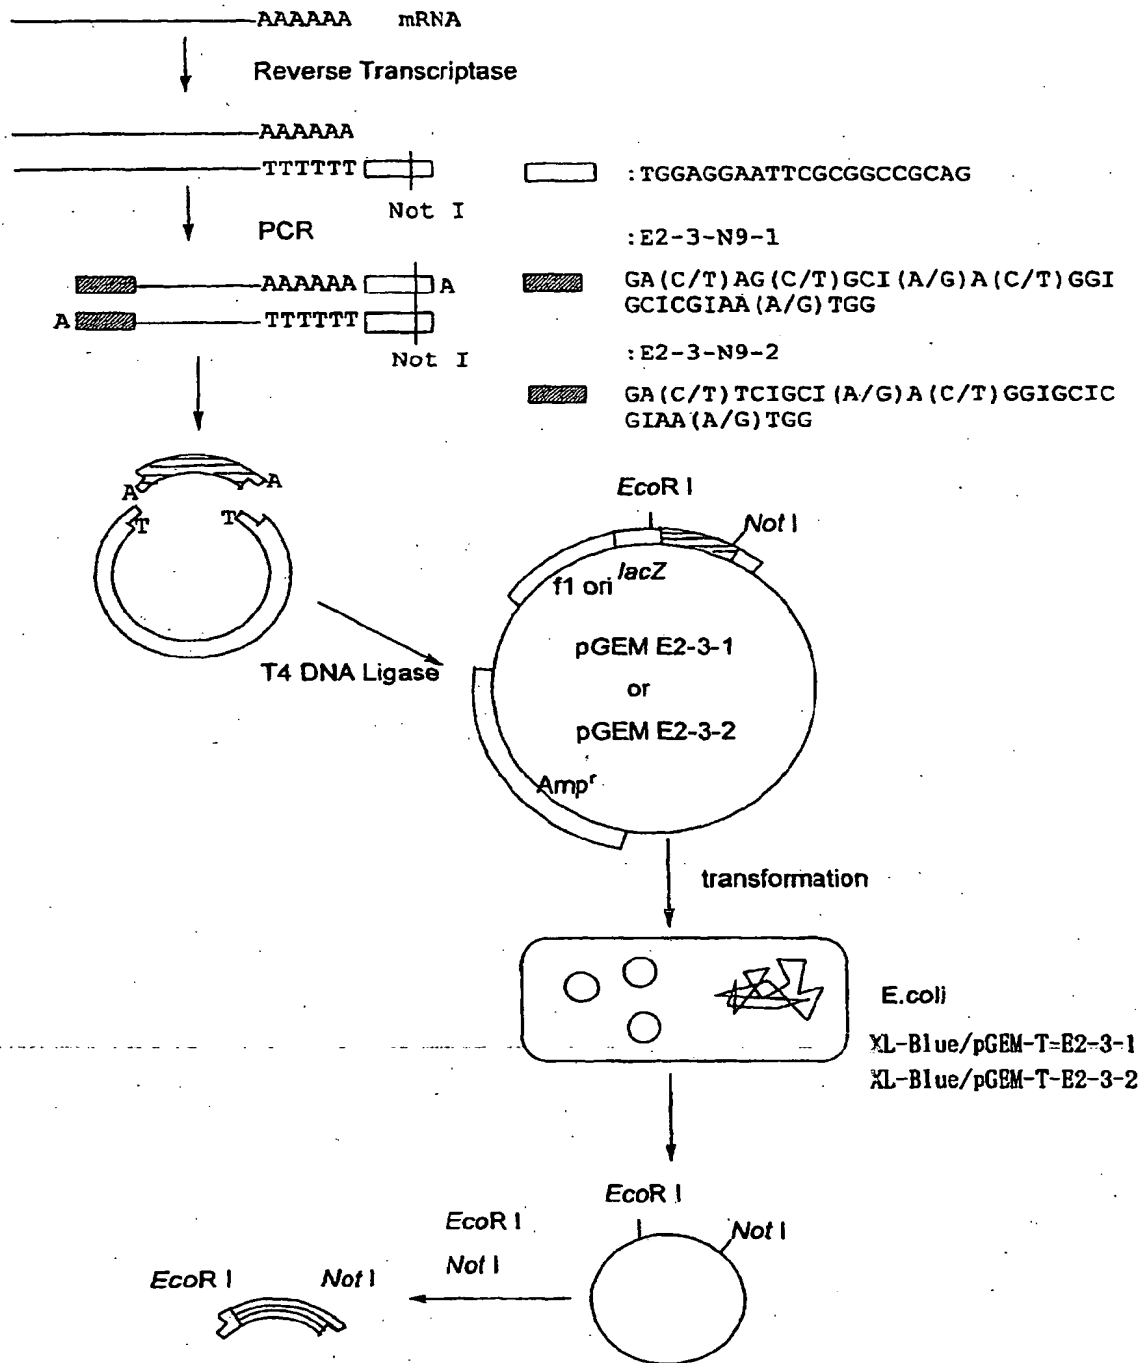 AAAAAA mRNA
Reverse Transcriptase
AAAAAA
TTTTTT
Not I
:TGGAGGAATTCGCGGCCGCAG
PCR
:E2-3-N9-1
AAAAAA A
GA(C/T)AG(C/T)GCI(A/G)A(C/T)GGI
GCICGIAA(A/G)TGG
A TTTTTT
Not I
:E2-3-N9-2
GA(C/T)TCIGCI(A/G)A(C/T)GGIGCIC
GIAA(A/G)TGG
A A
T T
EcoR I
Not I
lacZ
f1 ori
pGEM E2-3-1
or
pGEM E2-3-2
T4 DNA Ligase
Ampr
transformation
E.coli
XL-Blue/pGEM-T=E2-3-1
XL-Blue/pGEM-T-E2-3-2
EcoR I
Not I
EcoR I
Not I
EcoR I Not I